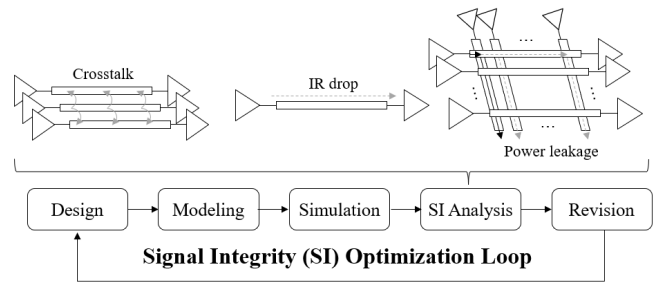 Crosstalk
IR drop
...
...
...
...
Power leakage
Design
Modeling
Simulation
SI Analysis
Revision
Signal Integrity (SI) Optimization Loop